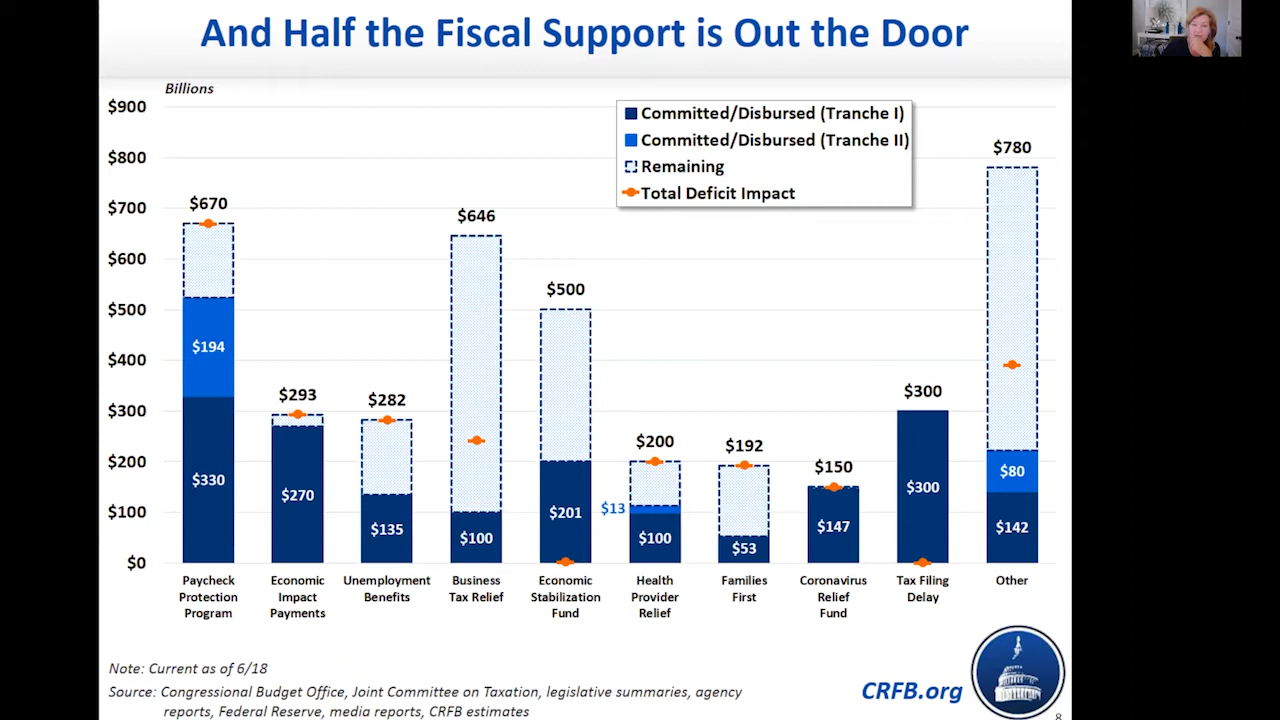 And Half the Fiscal Support is Out the Door
Billions
$900
$800
$700
$600
$500
$400
$300
$200
$100
$0
Committed/Disbursed (Tranche I)
Committed/Disbursed (Tranche II)
Remaining
Total Deficit Impact
$670
$194
$330
$293
$270
$282
$135
$646
$100
$500
$201
$200
$13
$100
$192
$53
$150
$147
$300
$300
$780
$80
$142
Paycheck
Protection
Program
Economic
Impact
Payments
Unemployment
Benefits
Business
Tax Relief
Economic
Stabilization
Fund
Health
Provider
Relief
Families
First
Coronavirus
Relief
Fund
Tax Filing
Delay
Other
Note: Current as of 6/18
Source: Congressional Budget Office, Joint Committee on Taxation, legislative summaries, agency
reports, Federal Reserve, media reports, CRFB estimates
CRFB.org
8